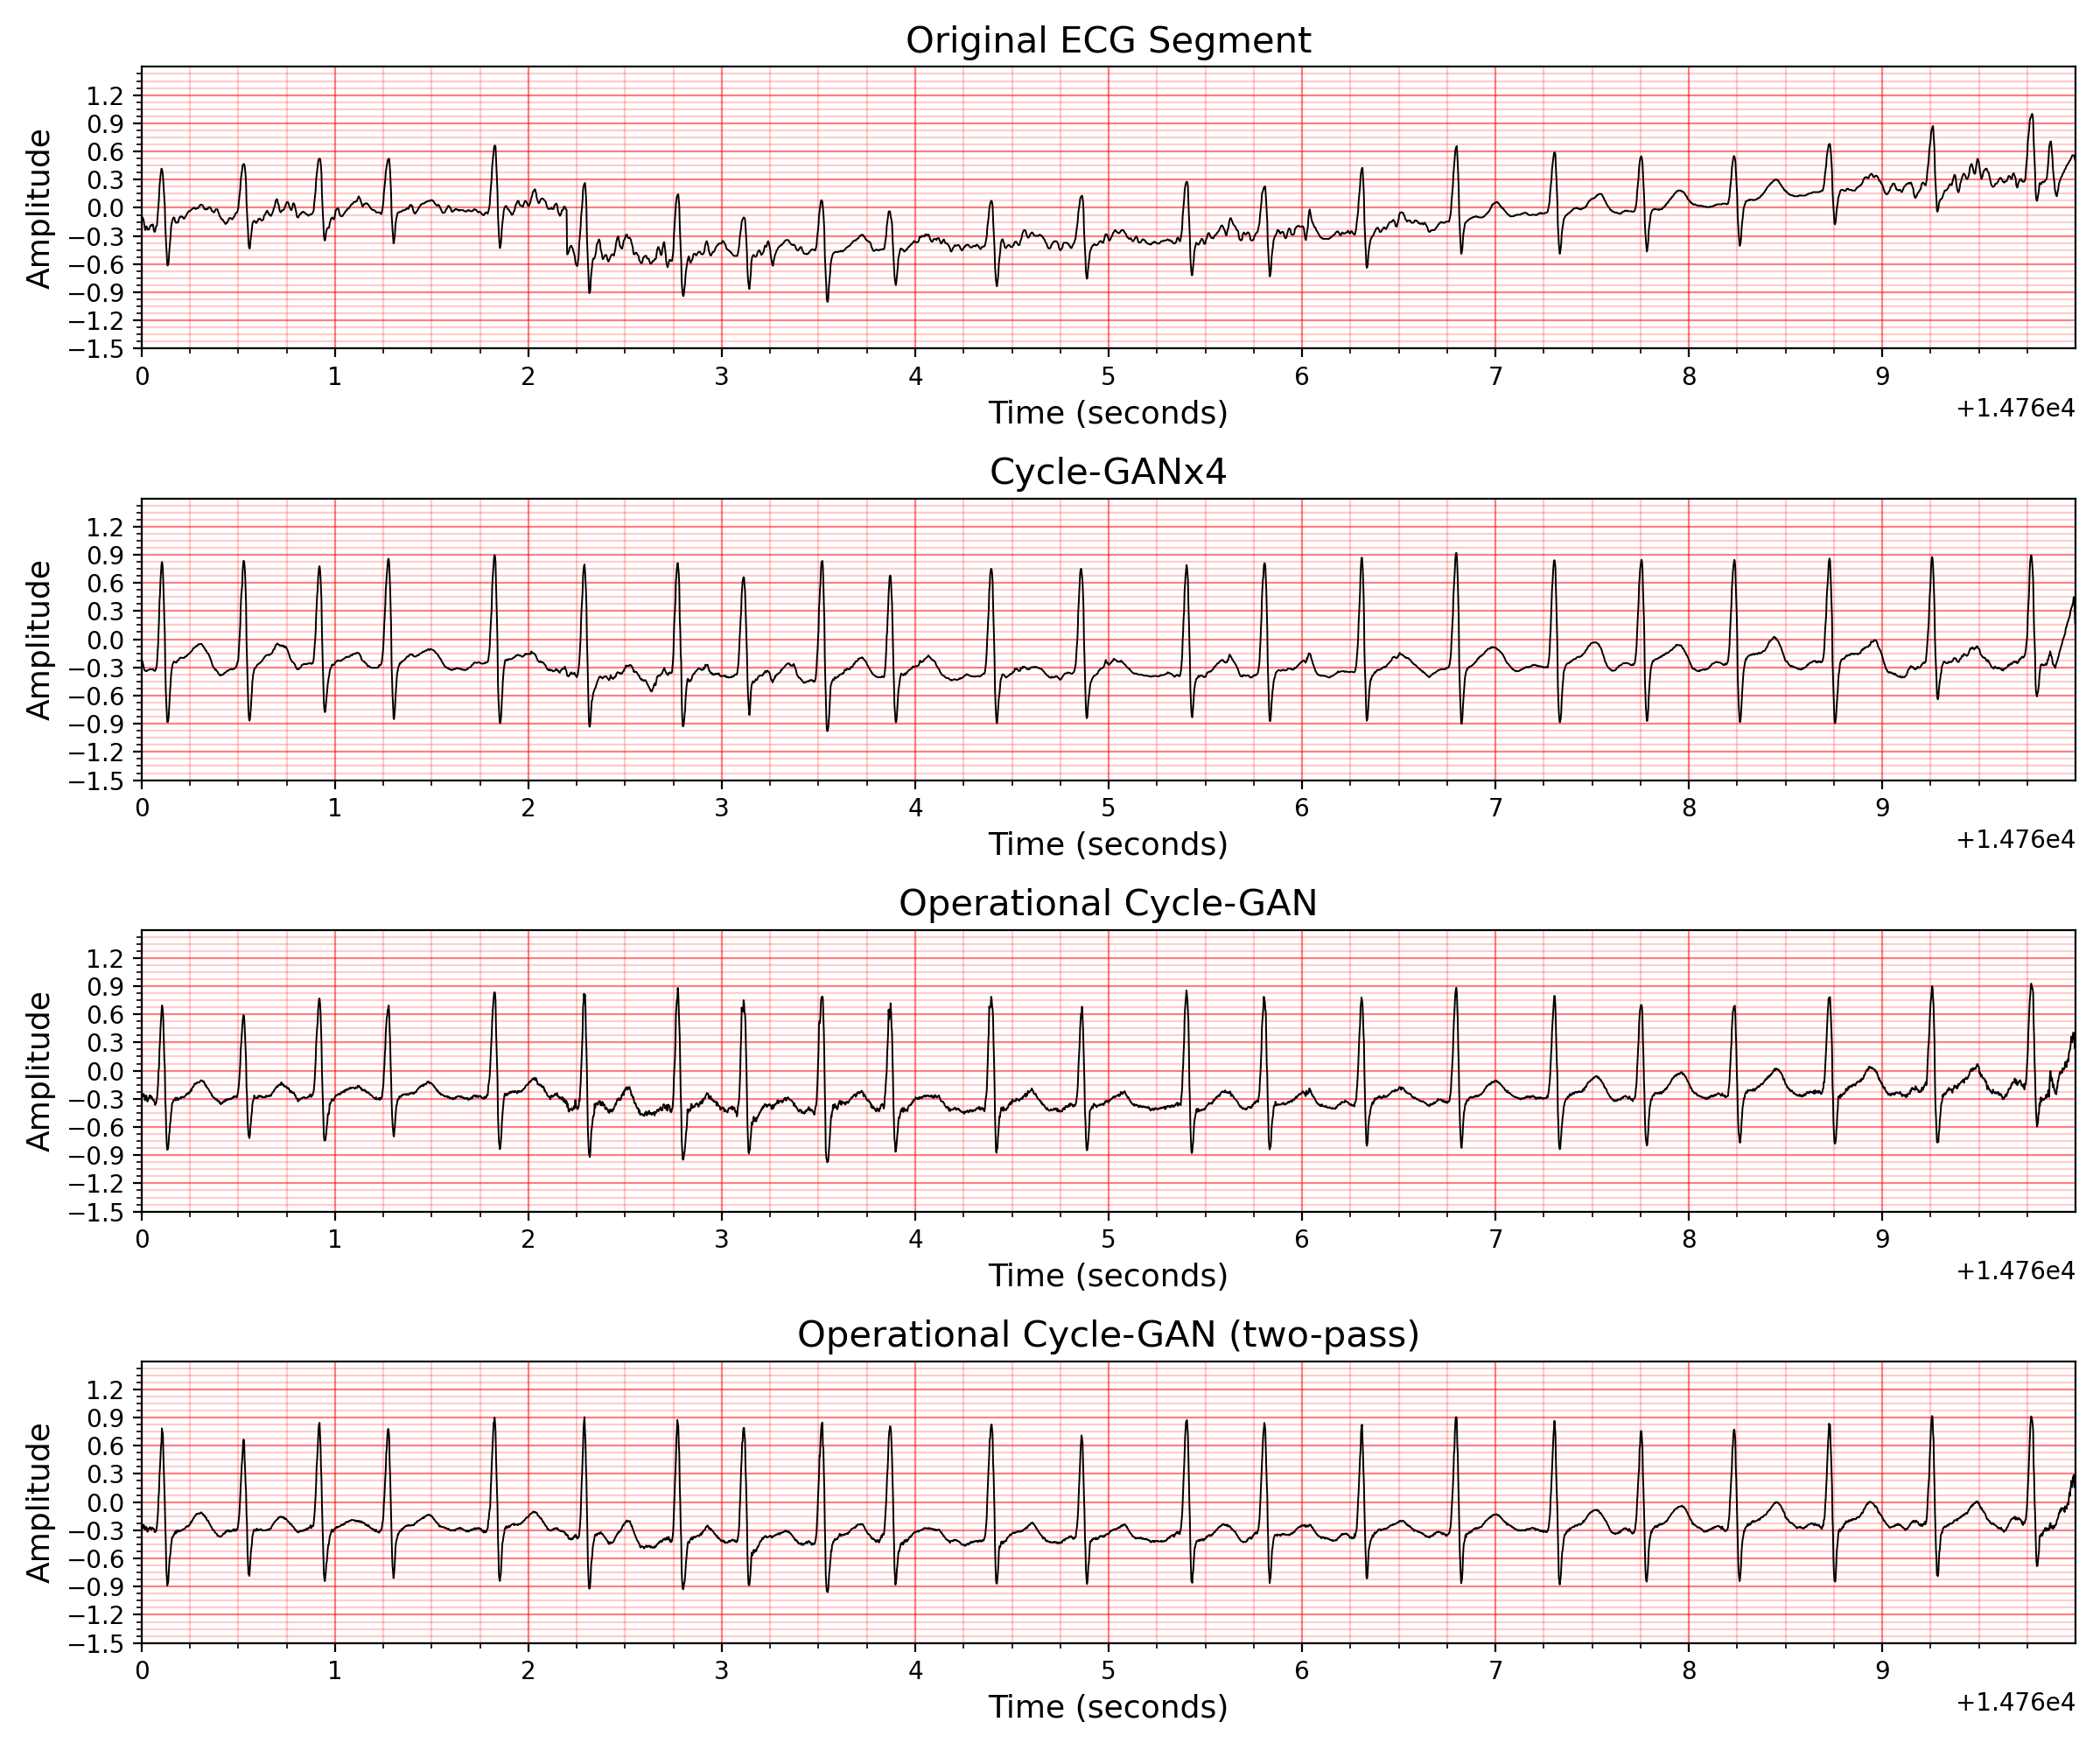 Original ECG Segment
Amplitude
1.2
0.9
0.6
0.3
0.0
−0.3
−0.6
−0.9
−1.2
−1.5
0 1 2 3 4 5 6 7 8 9
Time (seconds)
+1.476e4
Cycle-GANx4
Amplitude
1.2
0.9
0.6
0.3
0.0
−0.3
−0.6
−0.9
−1.2
−1.5
0 1 2 3 4 5 6 7 8 9
Time (seconds)
+1.476e4
Operational Cycle-GAN
Amplitude
1.2
0.9
0.6
0.3
0.0
−0.3
−0.6
−0.9
−1.2
−1.5
0 1 2 3 4 5 6 7 8 9
Time (seconds)
+1.476e4
Operational Cycle-GAN (two-pass)
Amplitude
1.2
0.9
0.6
0.3
0.0
−0.3
−0.6
−0.9
−1.2
−1.5
0 1 2 3 4 5 6 7 8 9
Time (seconds)
+1.476e4